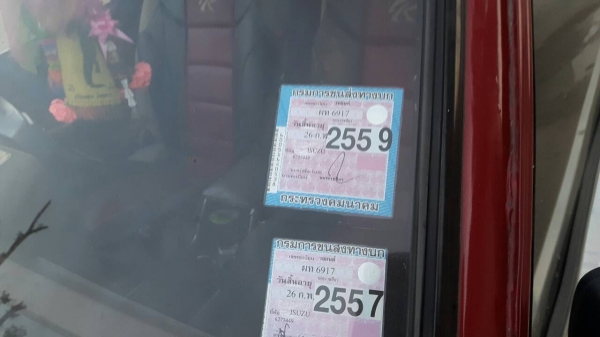 กรมการขนส่งทางบก
ผท 6917
วันสิ้นอายุ
26 ก.พ. 2559
ISUZU
กระทรวงคมนาคม
กรมการขนส่งทางบก
ผท 6917
วันสิ้นอายุ
26 ก.พ. 2557
ISUZU